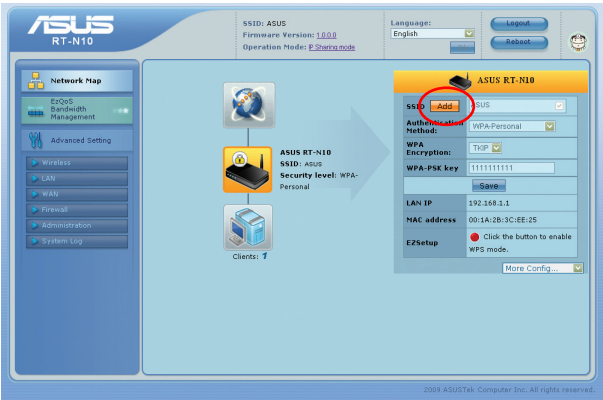 ASUS
RT-N10
SSID: ASUS
Firmware Version: 1.0.0.0
Operation Mode: IP Sharing mode
Language:
English
Logout
Reboot
Network Map
EzQoS
Bandwidth
Management
Advanced Setting
Wireless
LAN
WAN
Firewall
Administration
System Log
ASUS RT-N10
SSID: ASUS
Security level: WPA-
Personal
Clients: 1
ASUS RT-N10
SSID Add ASUS
Authentication
Method: WPA-Personal
WPA
Encryption: TKIP
WPA-PSK key 1111111111
Save
LAN IP 192.168.1.1
MAC address 00:1A:2B:3C:EE:25
EZSetup Click the button to enable
WPS mode.
More Config...
2009 ASUSTek Computer Inc. All rights reserved.